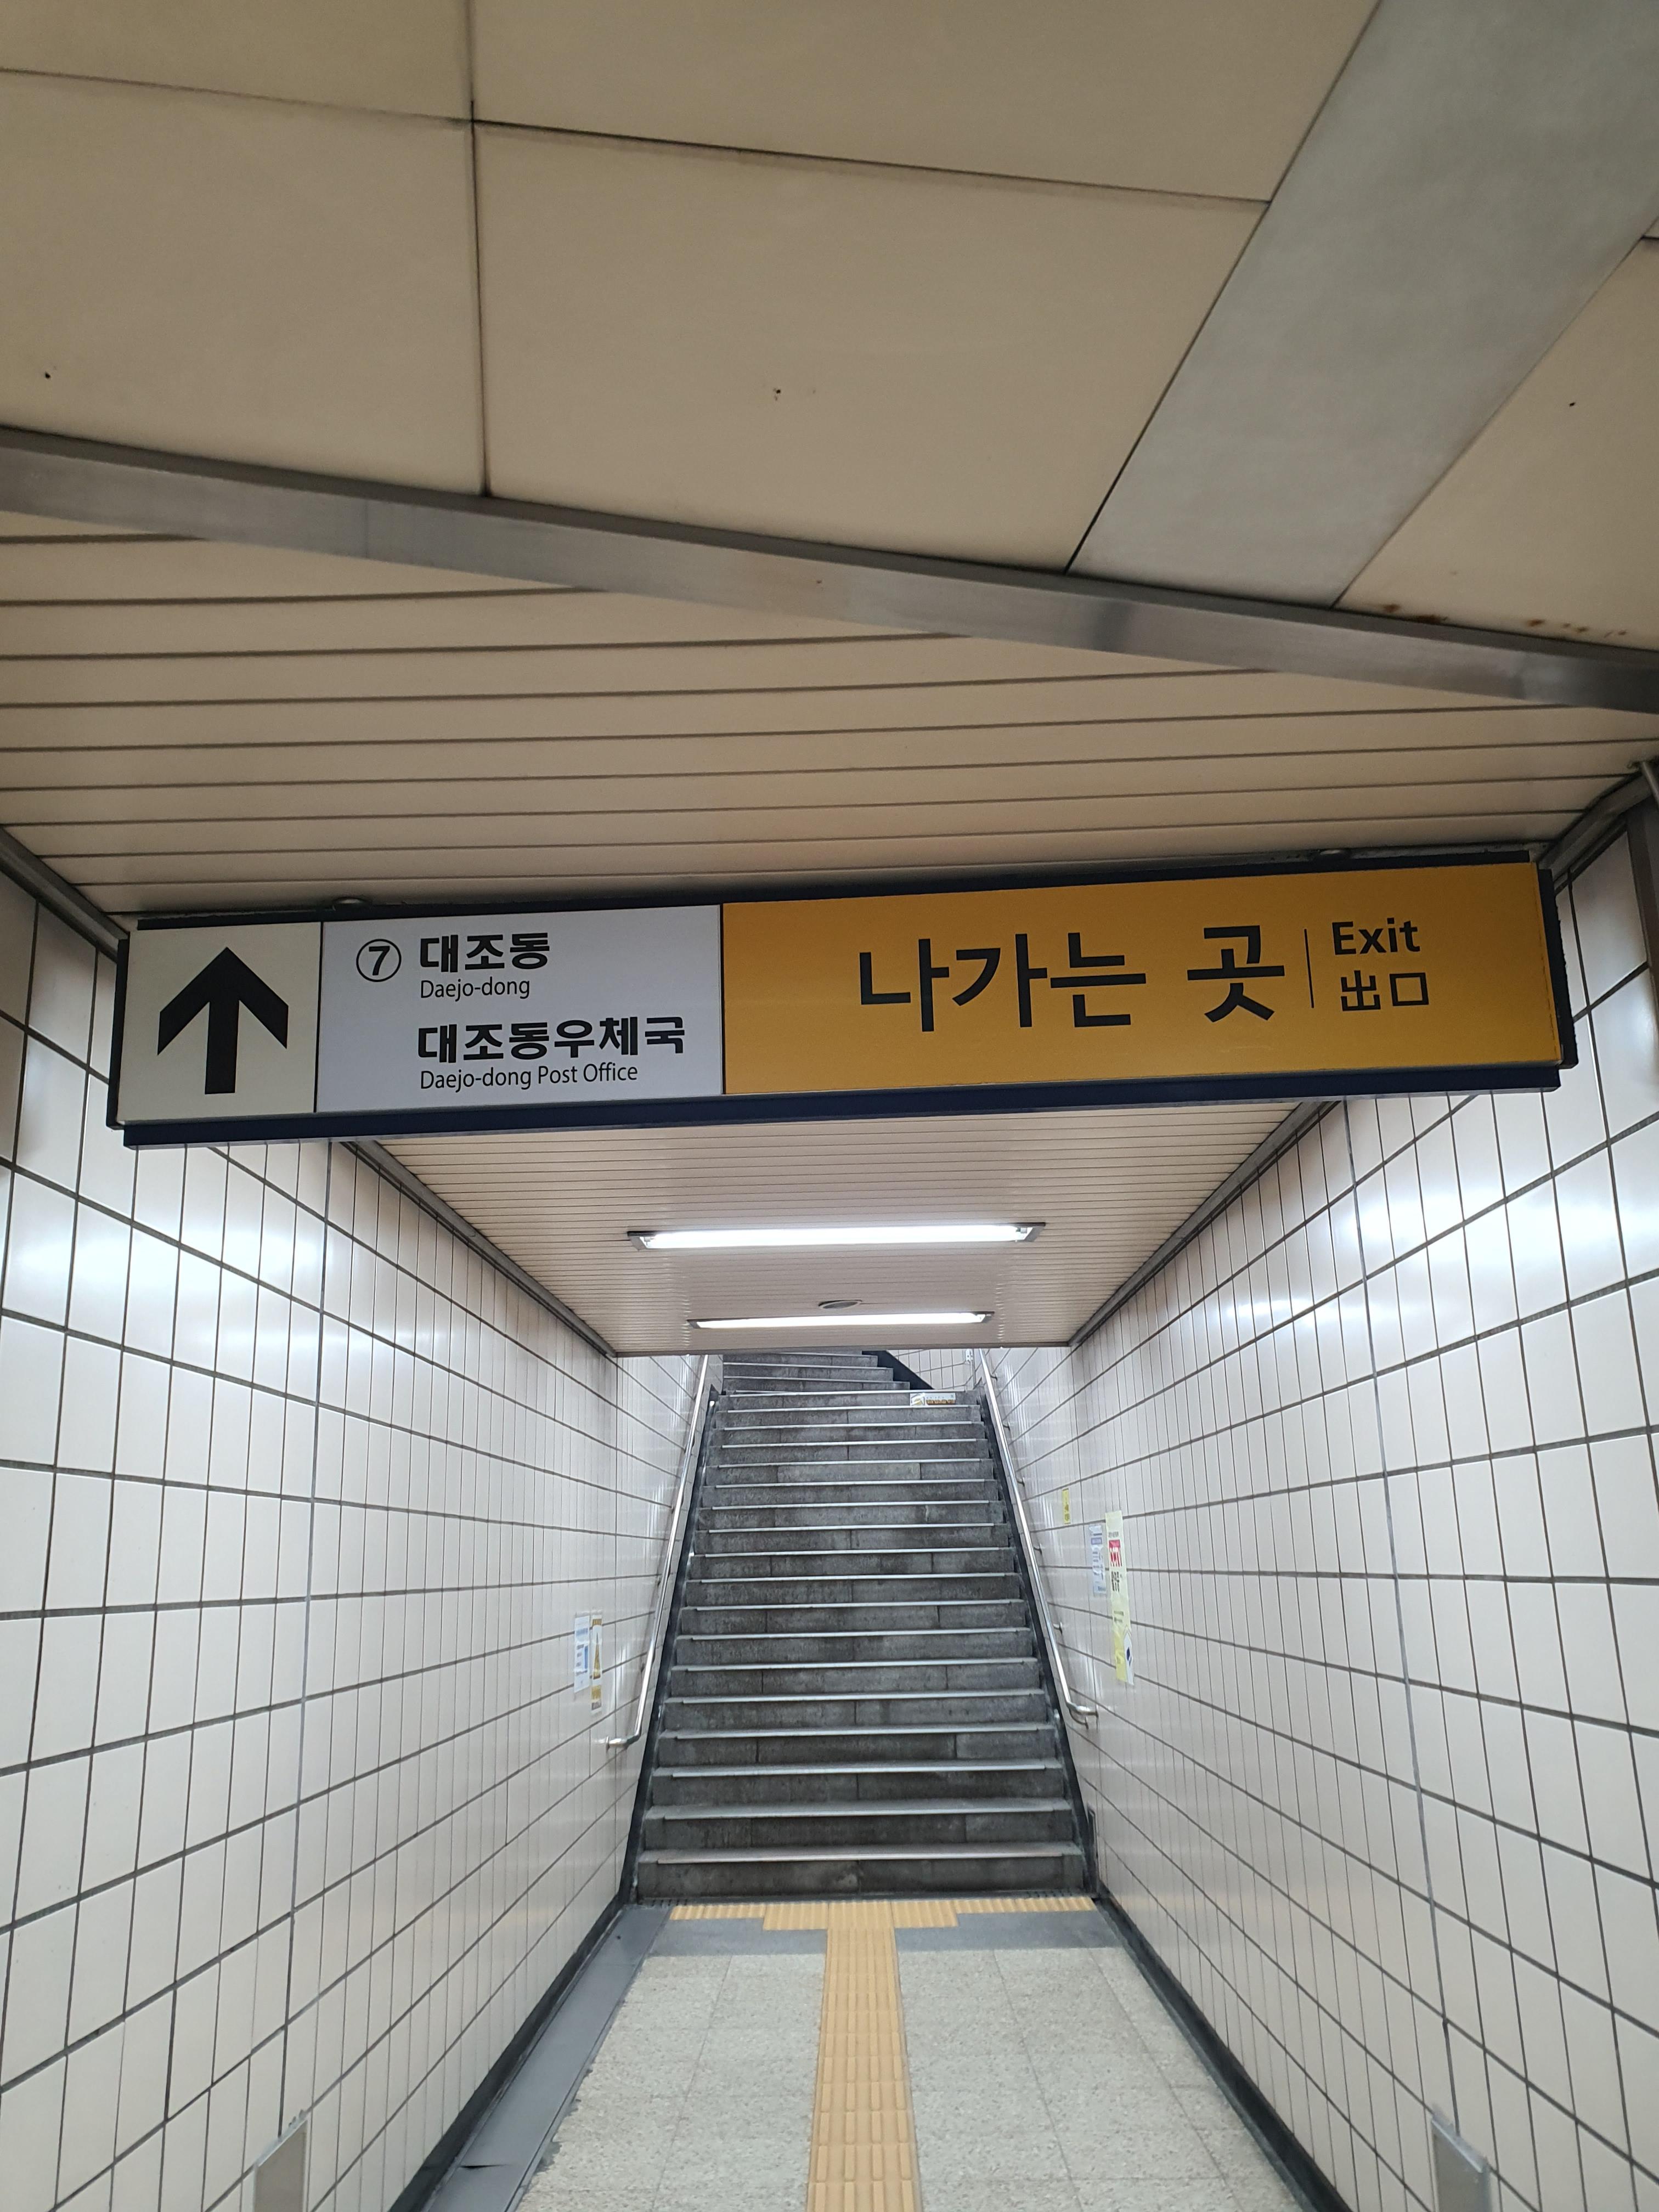 ⑦ 대조동
Daejo-dong
대조동우체국
Daejo-dong Post Office
나가는 곳
Exit
出口